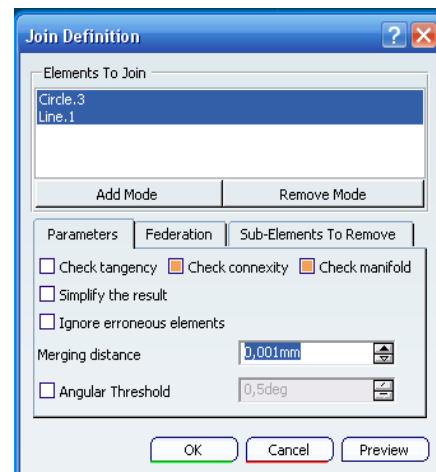 Join Definition
Elements To Join
Circle.3
Line.1
Add Mode Remove Mode
Parameters Federation Sub-Elements To Remove
Check tangency Check connexity Check manifold
Simplify the result
Ignore erroneous elements
Merging distance 0,001mm
Angular Threshold 0,5deg
OK Cancel Preview